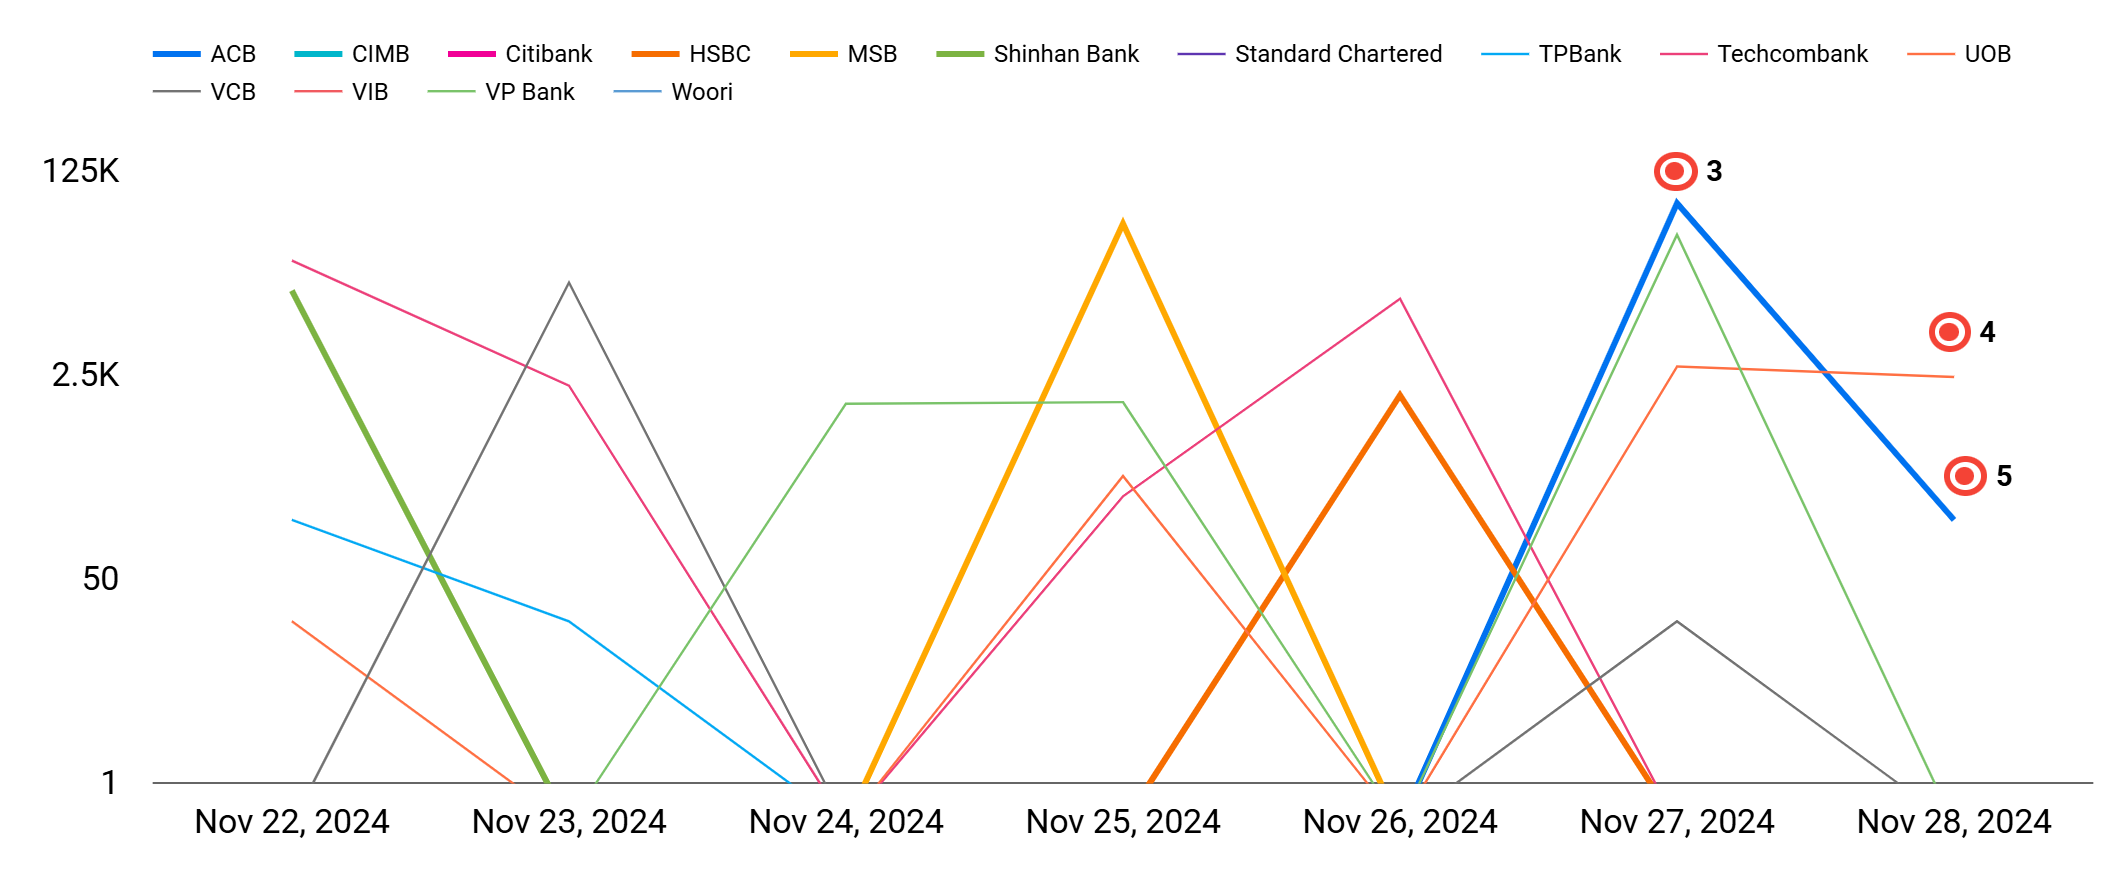 ACB CIMB Citibank HSBC MSB Shinhan Bank Standard Chartered TPBank Techcombank UOB
VCB VIB VP Bank Woori
125K
3
4
2.5K
5
50
1
Nov 22, 2024 Nov 23, 2024 Nov 24, 2024 Nov 25, 2024 Nov 26, 2024 Nov 27, 2024 Nov 28, 2024